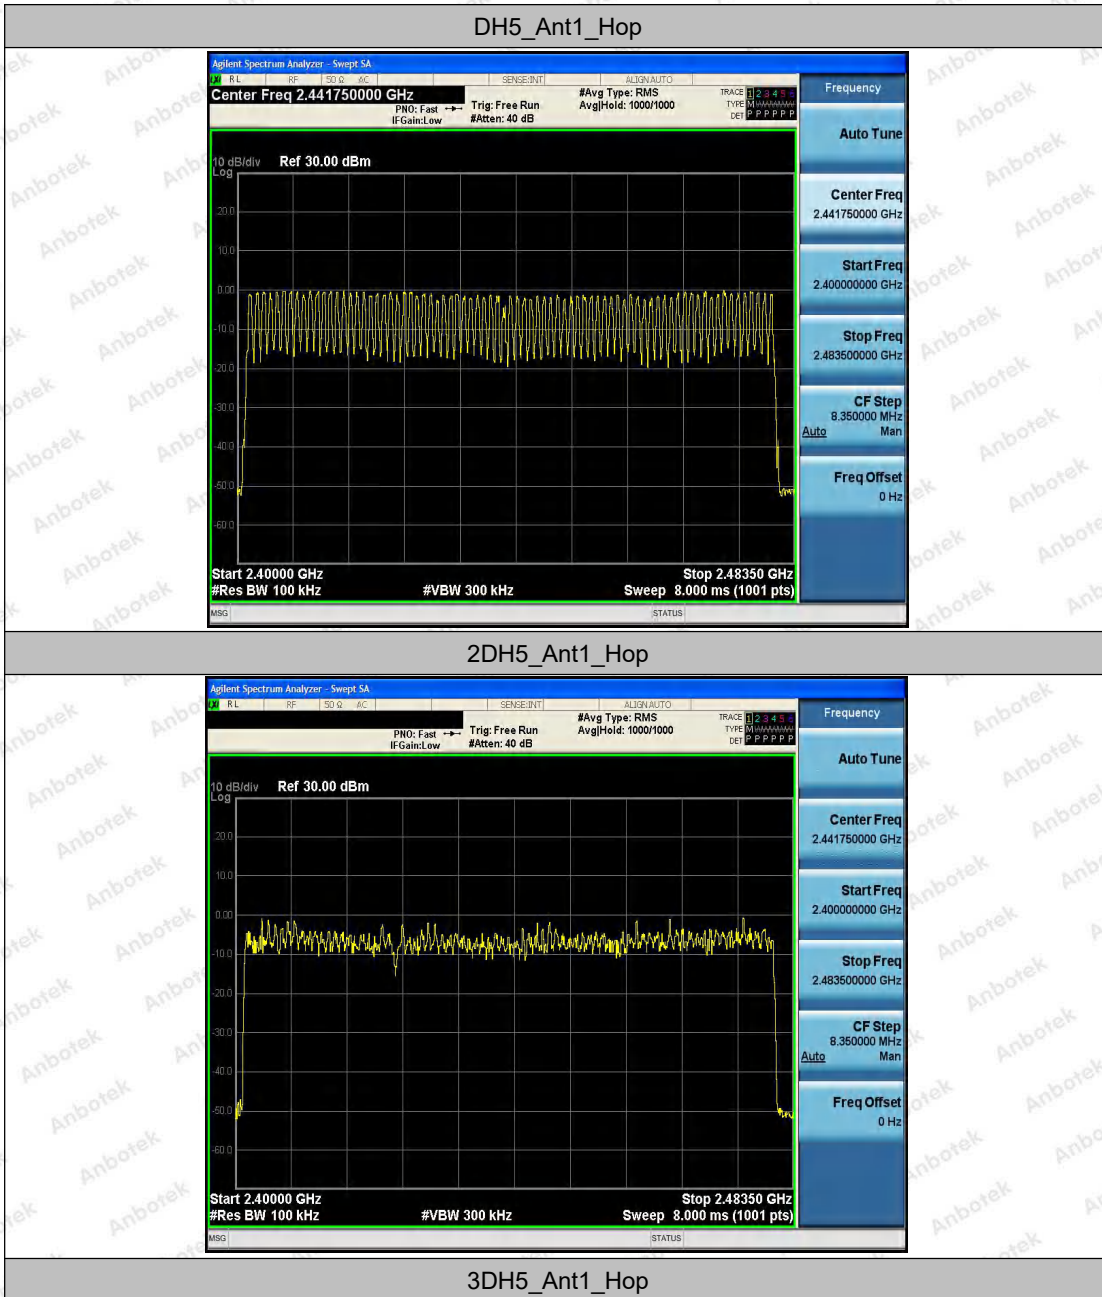 DH5_Ant1_Hop
Agilent Spectrum Analyzer - Swept SA
RL RF 50 Ω AC SENSE:INT ALIGN AUTO
Center Freq 2.441750000 GHz
PNO: Fast
IFGain:Low
Trig: Free Run
#Atten: 40 dB
#Avg Type: RMS
Avg|Hold: 1000/1000
TRACE 1 2 3 4 5 6
TYPE M
DET P P P P P P
Frequency
Auto Tune
10 dB/div Ref 30.00 dBm
Log
20.0
10.0
0.00
-10.0
-20.0
-30.0
-40.0
-50.0
-60.0
Center Freq
2.441750000 GHz
Start Freq
2.400000000 GHz
Stop Freq
2.483500000 GHz
CF Step
8.350000 MHz
Auto Man
Freq Offset
0 Hz
Start 2.40000 GHz Stop 2.48350 GHz
#Res BW 100 kHz #VBW 300 kHz Sweep 8.000 ms (1001 pts)
MSG STATUS
2DH5_Ant1_Hop
Agilent Spectrum Analyzer - Swept SA
RL RF 50 Ω AC SENSE:INT ALIGN AUTO
PNO: Fast
IFGain:Low
Trig: Free Run
#Atten: 40 dB
#Avg Type: RMS
Avg|Hold: 1000/1000
TRACE 1 2 3 4 5 6
TYPE M
DET P P P P P P
Frequency
Auto Tune
10 dB/div Ref 30.00 dBm
Log
20.0
10.0
0.00
-10.0
-20.0
-30.0
-40.0
-50.0
-60.0
Center Freq
2.441750000 GHz
Start Freq
2.400000000 GHz
Stop Freq
2.483500000 GHz
CF Step
8.350000 MHz
Auto Man
Freq Offset
0 Hz
Start 2.40000 GHz Stop 2.48350 GHz
#Res BW 100 kHz #VBW 300 kHz Sweep 8.000 ms (1001 pts)
MSG STATUS
3DH5_Ant1_Hop